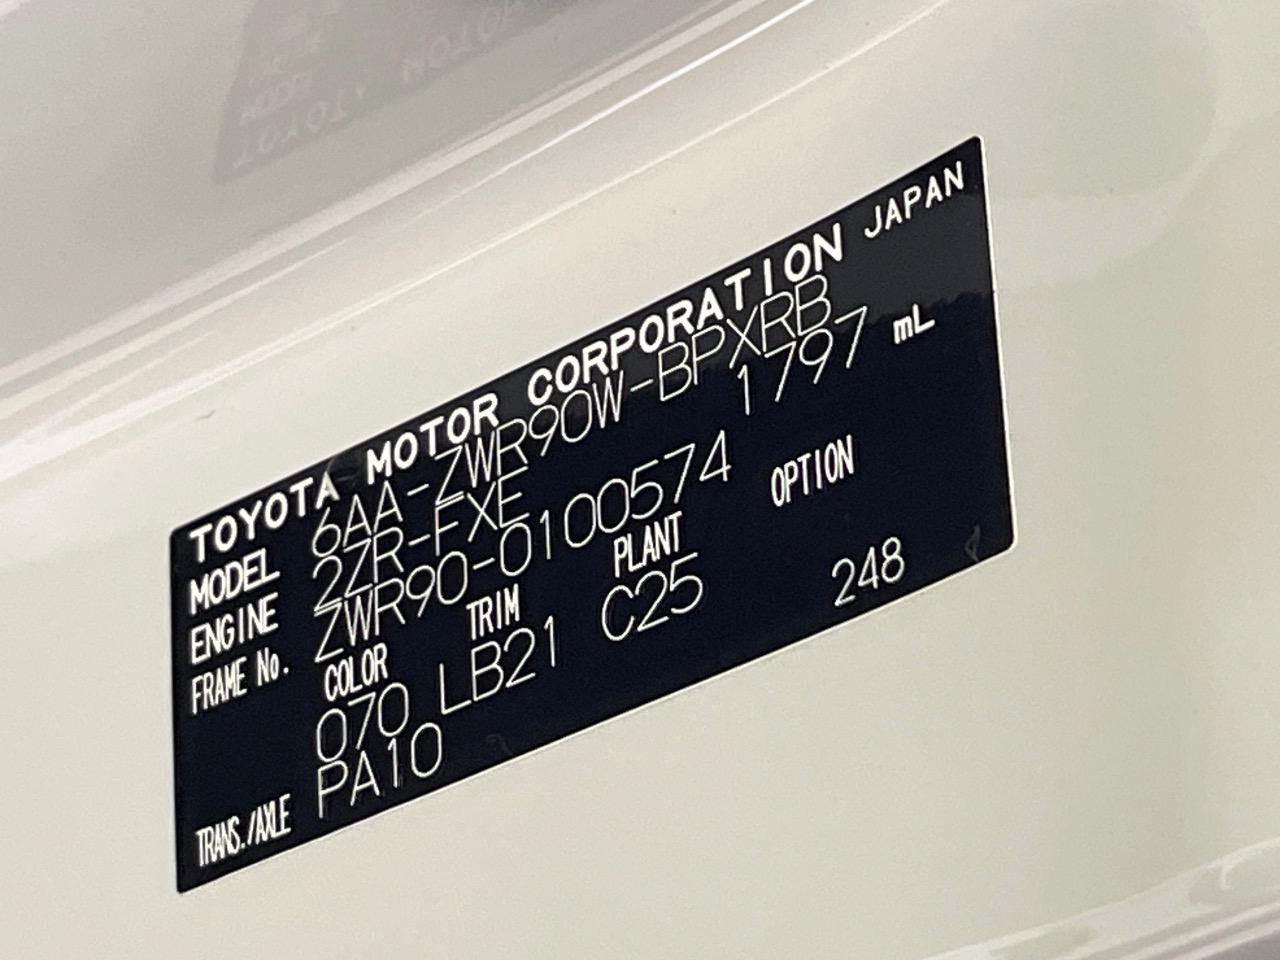 TOYOTA MOTOR CORPORATION JAPAN
MODEL 6AA-ZWR90W-BPXRB
ENGINE 2ZR-FXE 1797 mL
FRAME No. ZWR90-0100574
COLOR TRIM PLANT OPTION
070 LB21 C25 248
TRANS./AXLE PA10